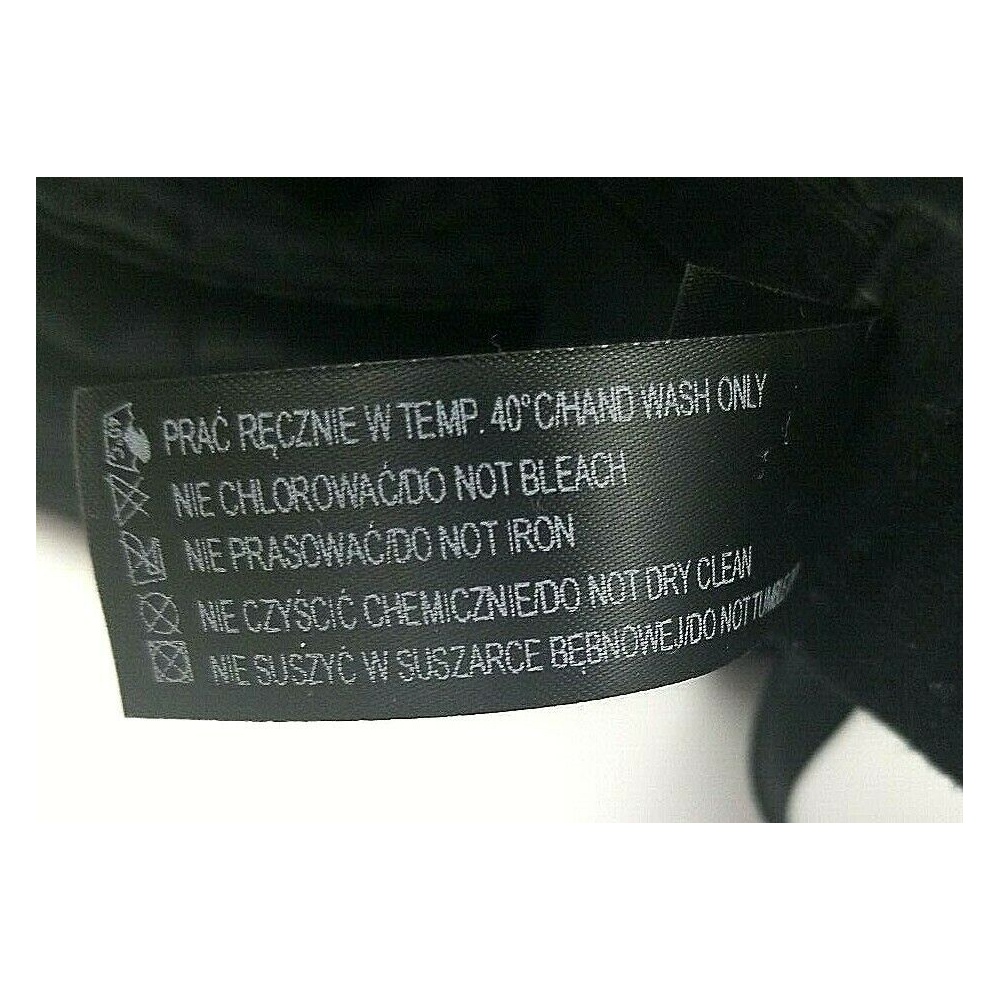 PRAĆ RĘCZNIE W TEMP. 40°C/HAND WASH ONLY
NIE CHLOROWAĆ/DO NOT BLEACH
NIE PRASOWAĆ/DO NOT IRON
NIE CZYŚCIĆ CHEMICZNIE/DO NOT DRY CLEAN
NIE SUSZYĆ W SUSZARCE BĘBNOWEJ/DO NOT